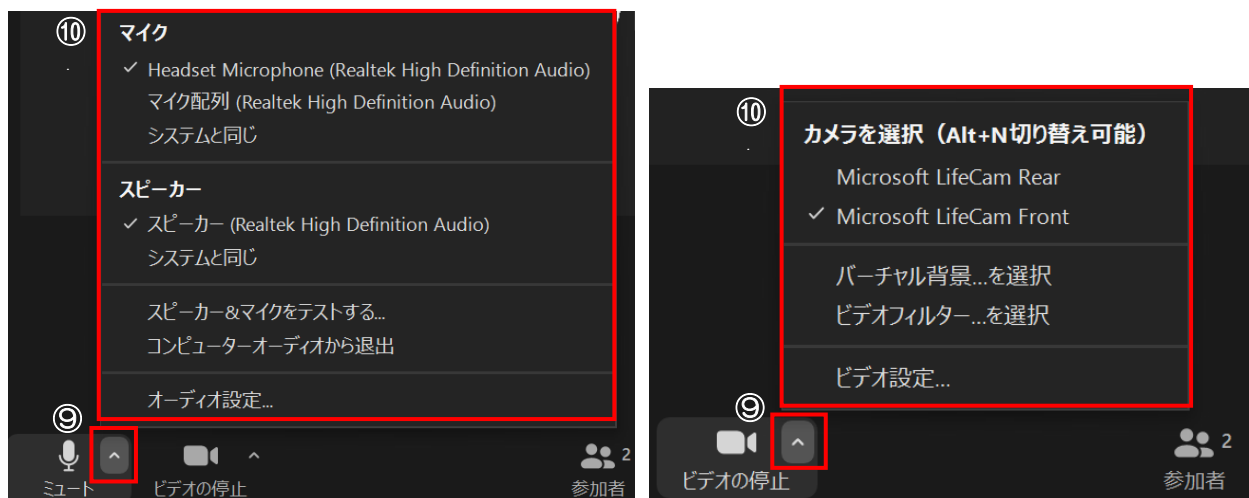 ⑩
マイク
✓ Headset Microphone (Realtek High Definition Audio)
マイク配列 (Realtek High Definition Audio)
システムと同じ
スピーカー
✓ スピーカー (Realtek High Definition Audio)
システムと同じ
スピーカー&マイクをテストする...
コンピューターオーディオから退出
オーディオ設定...
⑨
ミュート
ビデオの停止
2
参加者
⑩
カメラを選択（Alt+N切り替え可能）
Microsoft LifeCam Rear
✓ Microsoft LifeCam Front
バーチャル背景...を選択
ビデオフィルター...を選択
ビデオ設定...
⑨
ビデオの停止
2
参加者